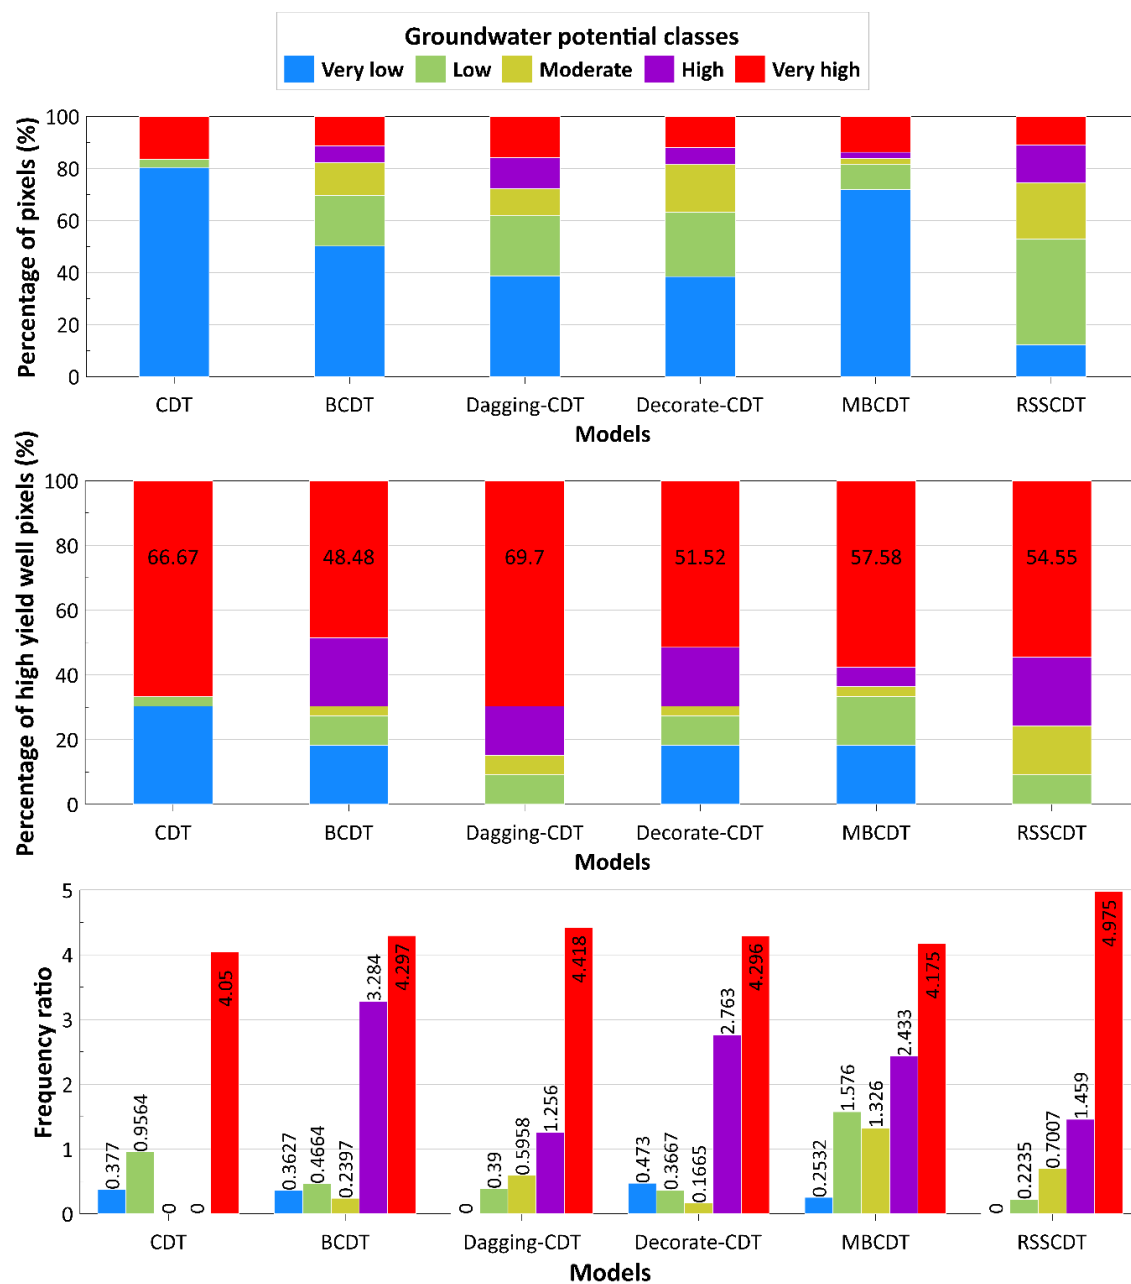 Groundwater potential classes
Very low Low Moderate High Very high
Percentage of pixels (%)
100
80
60
40
20
0
CDT BCDT Dagging-CDT Decorate-CDT MBCDT RSSCDT
Models
Percentage of high yield well pixels (%)
100
80
60
40
20
0
66.67 48.48 69.7 51.52 57.58 54.55
CDT BCDT Dagging-CDT Decorate-CDT MBCDT RSSCDT
Models
Frequency ratio
5
4
3
2
1
0
0.377 0.9564 0 0 4.05
0.3627 0.4664 0.2397 3.284 4.297
0 0.39 0.5958 1.256 4.418
0.473 0.3667 0.1665 2.763 4.296
0.2532 1.576 1.326 2.433 4.175
0 0.2235 0.7007 1.459 4.975
CDT BCDT Dagging-CDT Decorate-CDT MBCDT RSSCDT
Models